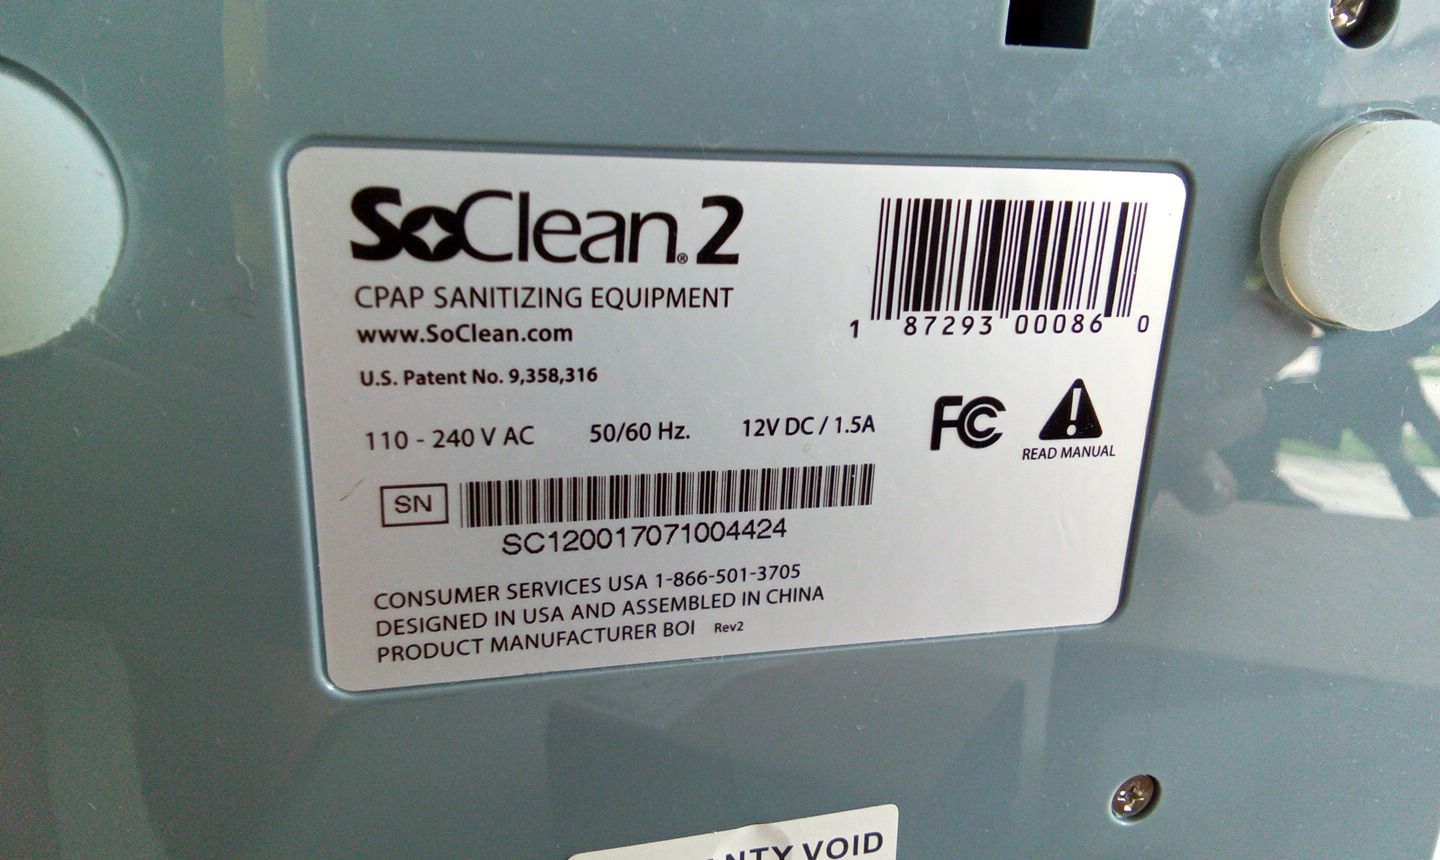 SoClean® 2
CPAP SANITIZING EQUIPMENT
www.SoClean.com
U.S. Patent No. 9,358,316
1 87293 00086 0
110 - 240 V AC 50/60 Hz. 12V DC / 1.5A
FC
READ MANUAL
SN
SC120017071004424
CONSUMER SERVICES USA 1-866-501-3705
DESIGNED IN USA AND ASSEMBLED IN CHINA
PRODUCT MANUFACTURER BOI Rev2
VOID